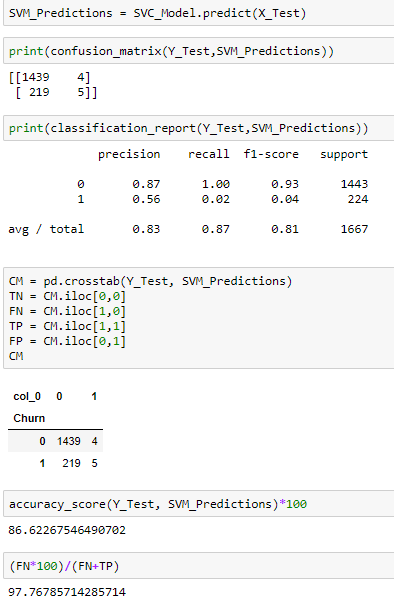 SVM_Predictions = SVC_Model.predict(X_Test)
print(confusion_matrix(Y_Test,SVM_Predictions))
[[1439    4]
 [ 219    5]]
print(classification_report(Y_Test,SVM_Predictions))
             precision    recall  f1-score   support
          0       0.87      1.00      0.93      1443
          1       0.56      0.02      0.04       224
avg / total       0.83      0.87      0.81      1667
CM = pd.crosstab(Y_Test, SVM_Predictions)
TN = CM.iloc[0,0]
FN = CM.iloc[1,0]
TP = CM.iloc[1,1]
FP = CM.iloc[0,1]
CM
col_0 0 1
Churn
0 1439 4
1 219 5
accuracy_score(Y_Test, SVM_Predictions)*100
86.62267546490702
(FN*100)/(FN+TP)
97.76785714285714